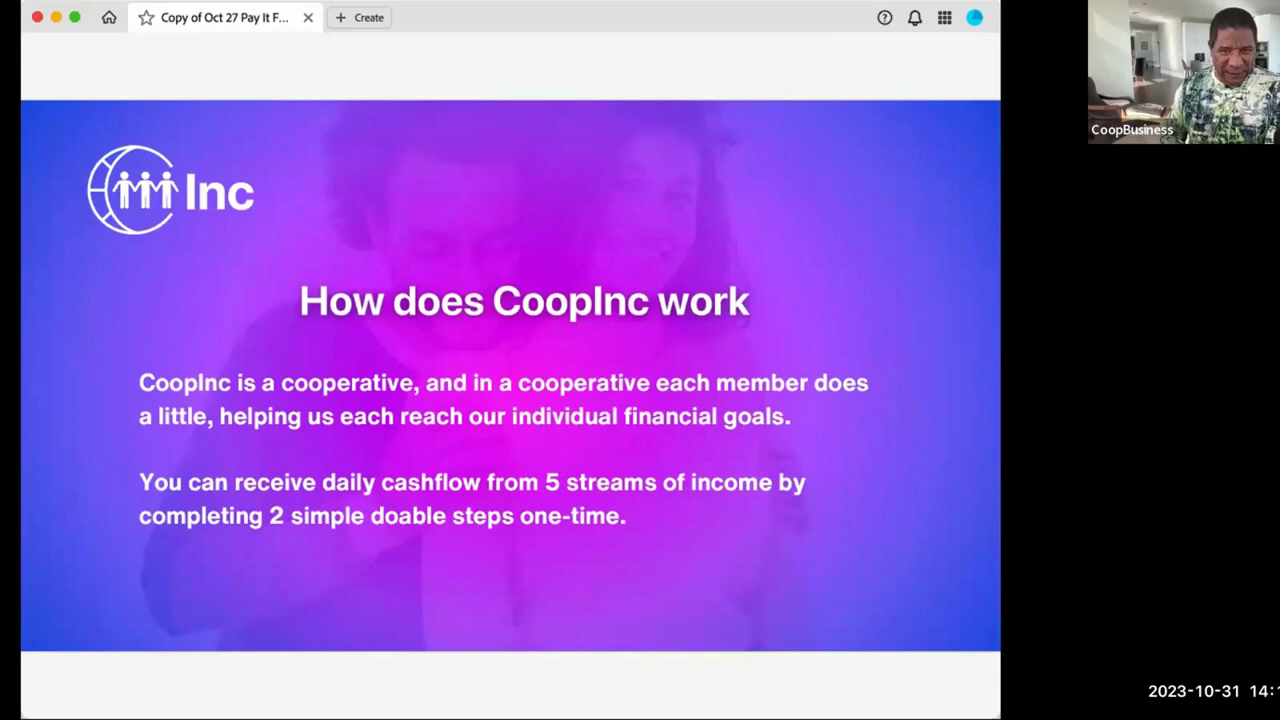 Copy of Oct 27 Pay It F...
Create
CoopBusiness
Inc
How does CoopInc work
CoopInc is a cooperative, and in a cooperative each member does
a little, helping us each reach our individual financial goals.
You can receive daily cashflow from 5 streams of income by
completing 2 simple doable steps one-time.
2023-10-31 14:1